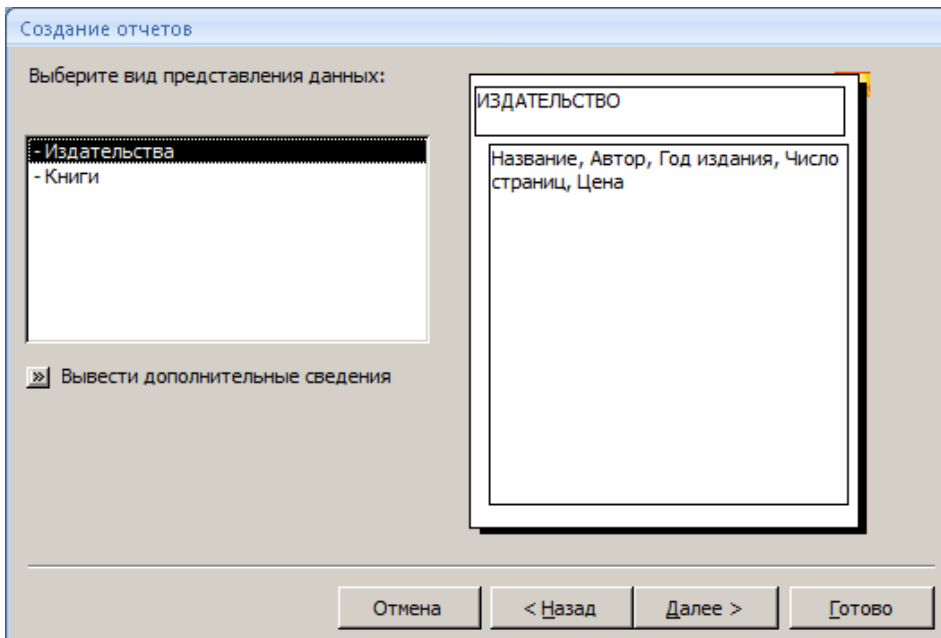 Создание отчетов
Выберите вид представления данных:
- Издательства
- Книги
» Вывести дополнительные сведения
ИЗДАТЕЛЬСТВО
Название, Автор, Год издания, Число
страниц, Цена
Отмена
< Назад
Далее >
Готово